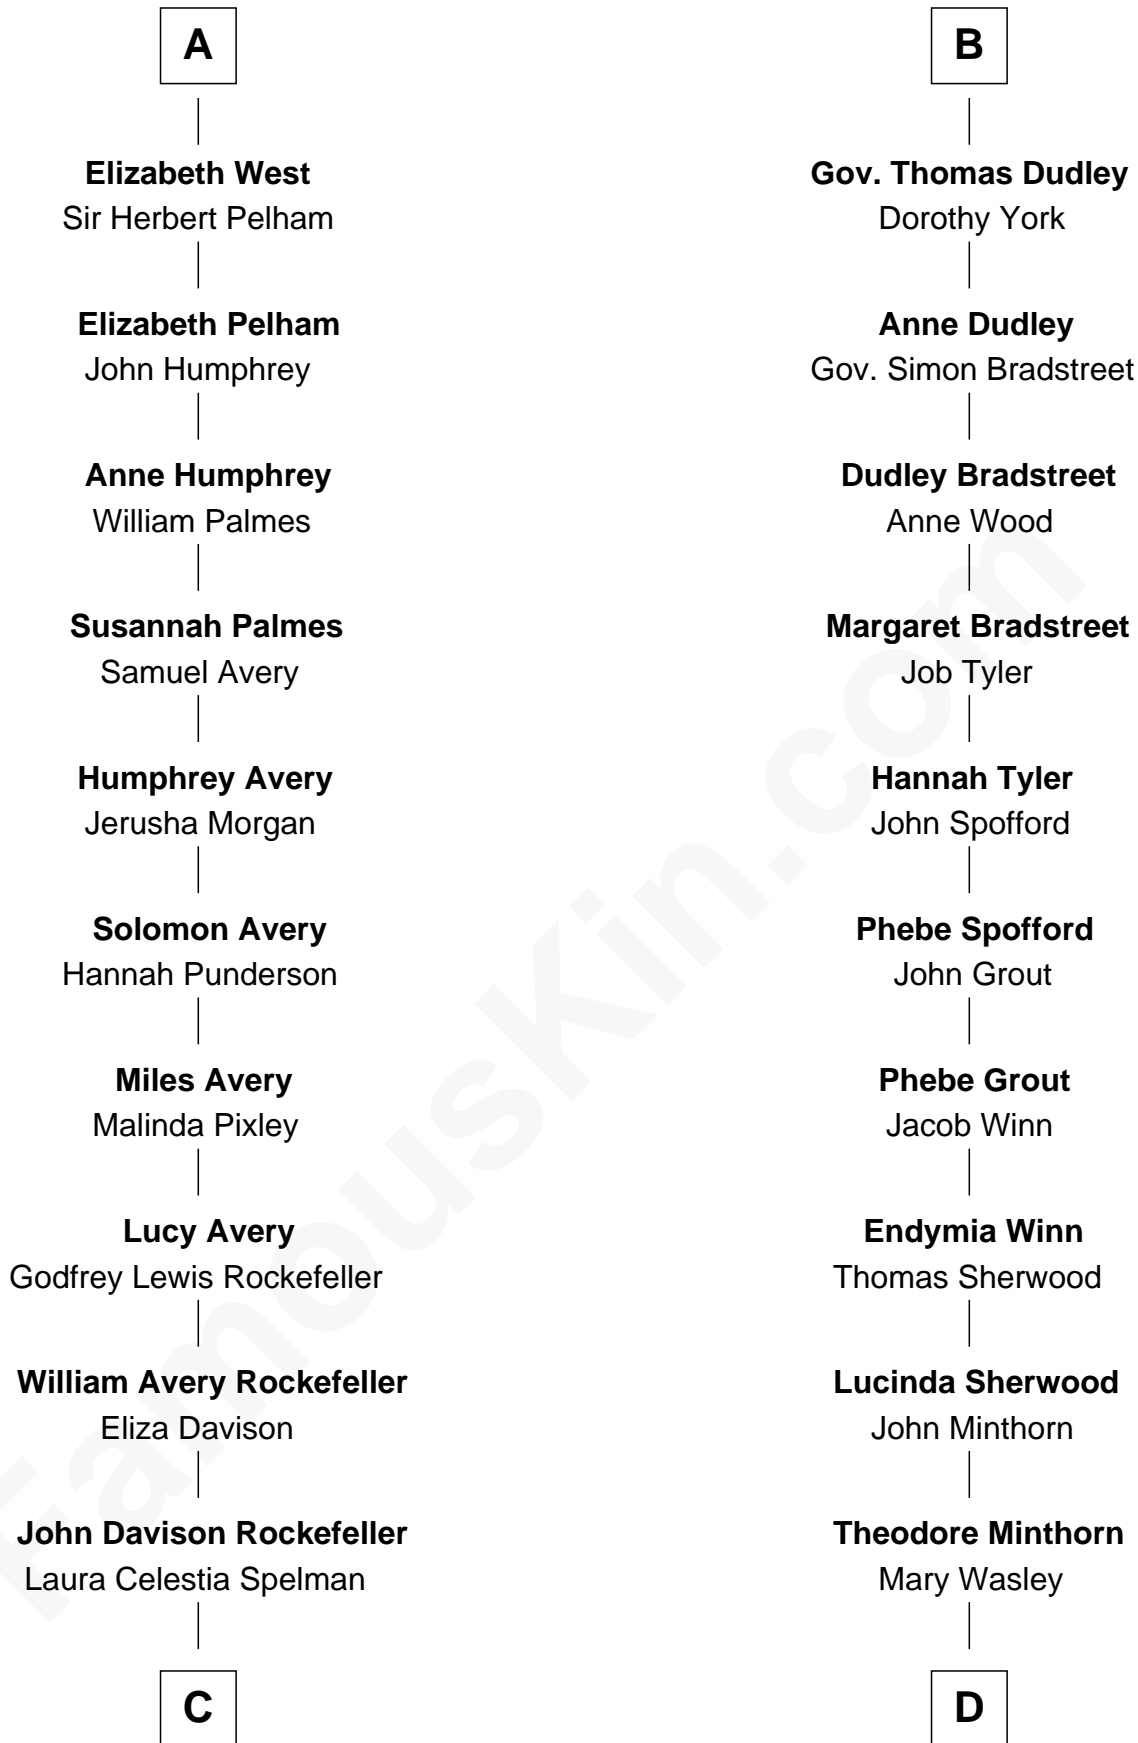 A
Elizabeth West
Sir Herbert Pelham
Elizabeth Pelham
John Humphrey
Anne Humphrey
William Palmes
Susannah Palmes
Samuel Avery
Humphrey Avery
Jerusha Morgan
Solomon Avery
Hannah Punderson
Miles Avery
Malinda Pixley
Lucy Avery
Godfrey Lewis Rockefeller
William Avery Rockefeller
Eliza Davison
John Davison Rockefeller
Laura Celestia Spelman
C
B
Gov. Thomas Dudley
Dorothy York
Anne Dudley
Gov. Simon Bradstreet
Dudley Bradstreet
Anne Wood
Margaret Bradstreet
Job Tyler
Hannah Tyler
John Spofford
Phebe Spofford
John Grout
Phebe Grout
Jacob Winn
Endymia Winn
Thomas Sherwood
Lucinda Sherwood
John Minthorn
Theodore Minthorn
Mary Wasley
D
FamousKin.com